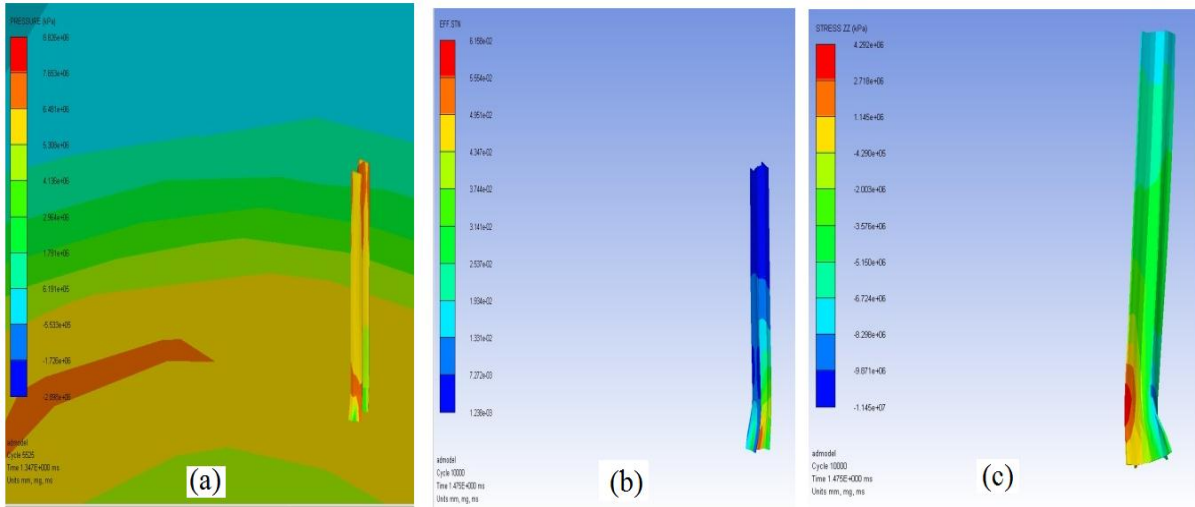 PRESSURE (kPa)
8.826e+06
7.653e+06
6.481e+06
5.308e+06
4.136e+06
2.964e+06
1.791e+06
6.191e+05
-5.533e+05
-1.726e+06
-2.898e+06
admodel
Cycle 5525
Time 1.347E+000 ms
Units mm, mg, ms
(a)
EFF STN
6.158e-02
5.554e-02
4.951e-02
4.347e-02
3.744e-02
3.141e-02
2.537e-02
1.934e-02
1.331e-02
7.272e-03
1.238e-03
admodel
Cycle 10000
Time 1.475E+000 ms
Units mm, mg, ms
(b)
STRESS ZZ (kPa)
4.292e+06
2.718e+06
1.145e+06
-4.290e+05
-2.003e+06
-3.576e+06
-5.150e+06
-6.724e+06
-8.298e+06
-9.871e+06
-1.145e+07
admodel
Cycle 10000
Time 1.475E+000 ms
Units mm, mg, ms
(c)